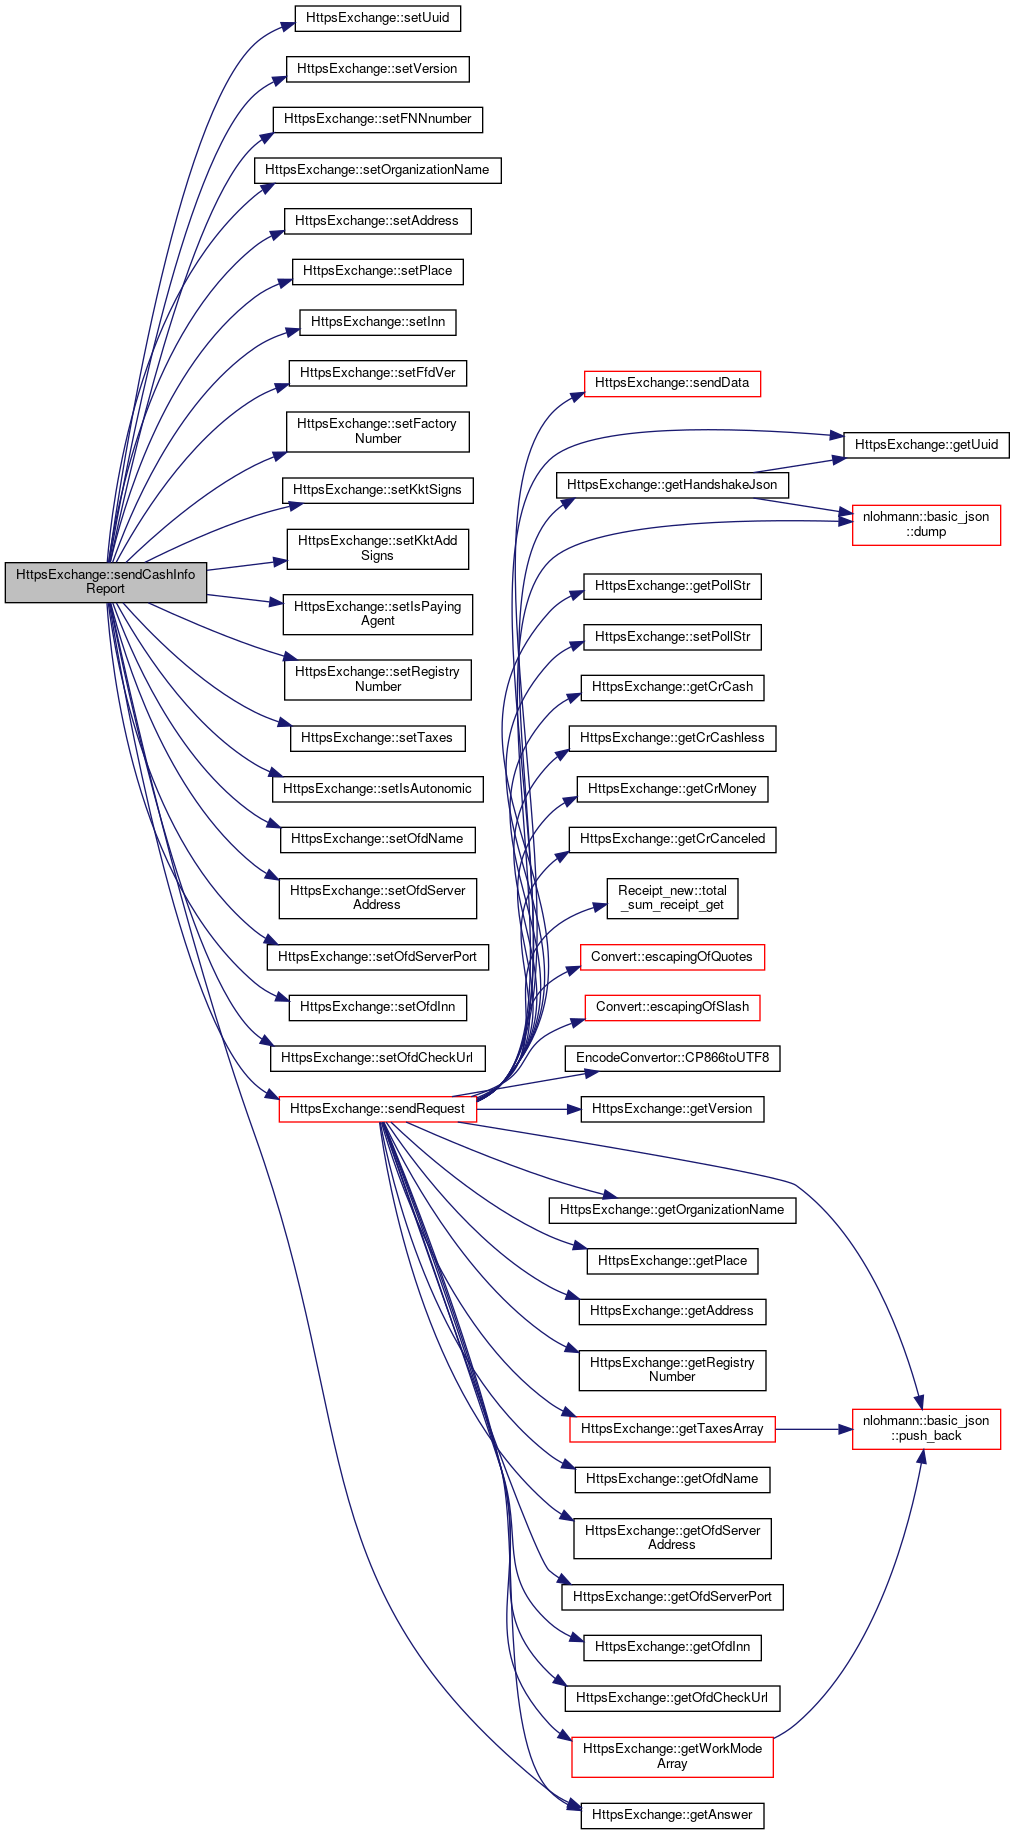 HttpsExchange::setUuid
HttpsExchange::setVersion
HttpsExchange::setFNNnumber
HttpsExchange::setOrganizationName
HttpsExchange::setAddress
HttpsExchange::setPlace
HttpsExchange::setInn
HttpsExchange::setFfdVer
HttpsExchange::setFactory
Number
HttpsExchange::setKktSigns
HttpsExchange::setKktAdd
Signs
HttpsExchange::sendCashInfo
Report
HttpsExchange::setIsPaying
Agent
HttpsExchange::setRegistry
Number
HttpsExchange::setTaxes
HttpsExchange::setIsAutonomic
HttpsExchange::setOfdName
HttpsExchange::setOfdServer
Address
HttpsExchange::setOfdServerPort
HttpsExchange::setOfdInn
HttpsExchange::setOfdCheckUrl
HttpsExchange::sendRequest
HttpsExchange::sendData
HttpsExchange::getHandshakeJson
HttpsExchange::getUuid
nlohmann::basic_json
::dump
HttpsExchange::getPollStr
HttpsExchange::setPollStr
HttpsExchange::getCrCash
HttpsExchange::getCrCashless
HttpsExchange::getCrMoney
HttpsExchange::getCrCanceled
Receipt_new::total
_sum_receipt_get
Convert::escapingOfQuotes
Convert::escapingOfSlash
EncodeConvertor::CP866toUTF8
HttpsExchange::getVersion
HttpsExchange::getOrganizationName
HttpsExchange::getPlace
HttpsExchange::getAddress
HttpsExchange::getRegistry
Number
HttpsExchange::getTaxesArray
nlohmann::basic_json
::push_back
HttpsExchange::getOfdName
HttpsExchange::getOfdServer
Address
HttpsExchange::getOfdServerPort
HttpsExchange::getOfdInn
HttpsExchange::getOfdCheckUrl
HttpsExchange::getWorkMode
Array
HttpsExchange::getAnswer